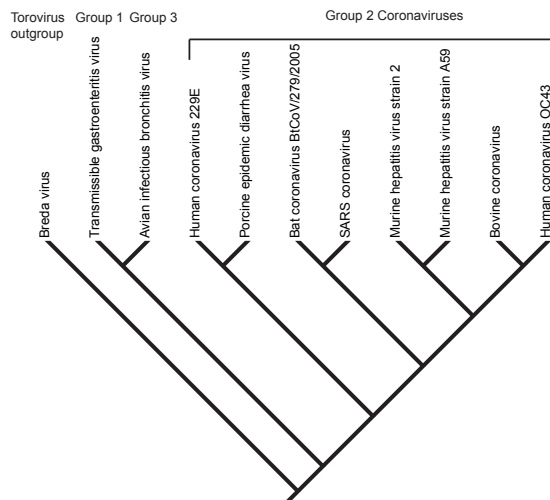 Torovirus
outgroup
Group 1
Group 3
Group 2 Coronaviruses
Breda virus
Transmissible gastroenteritis virus
Avian infectious bronchitis virus
Human coronavirus 229E
Porcine epidemic diarrhea virus
Bat coronavirus BtCoV/279/2005
SARS coronavirus
Murine hepatitis virus strain 2
Murine hepatitis virus strain A59
Bovine coronavirus
Human coronavirus OC43